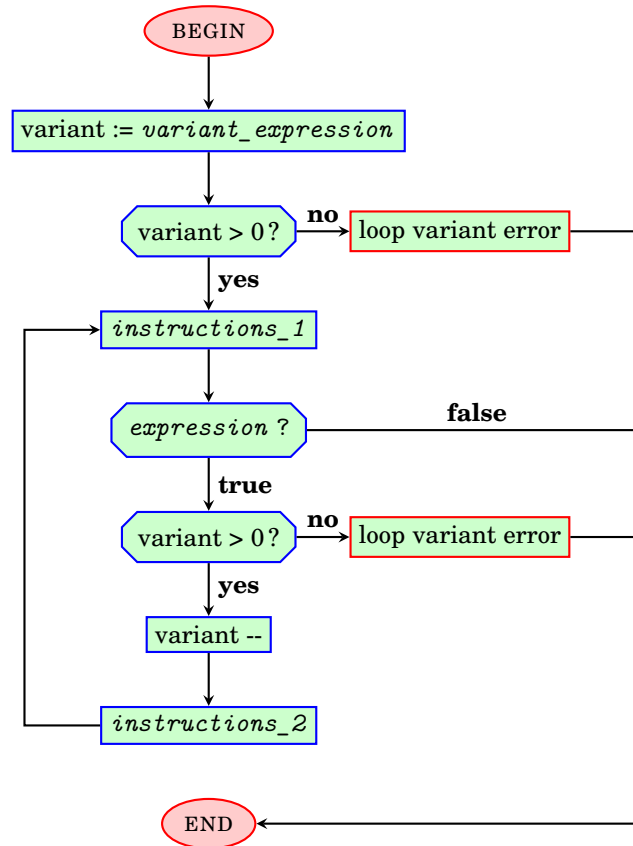 BEGIN
variant := variant_expression
variant > 0?
no
loop variant error
yes
instructions_1
expression ?
false
true
variant > 0?
no
loop variant error
yes
variant --
instructions_2
END